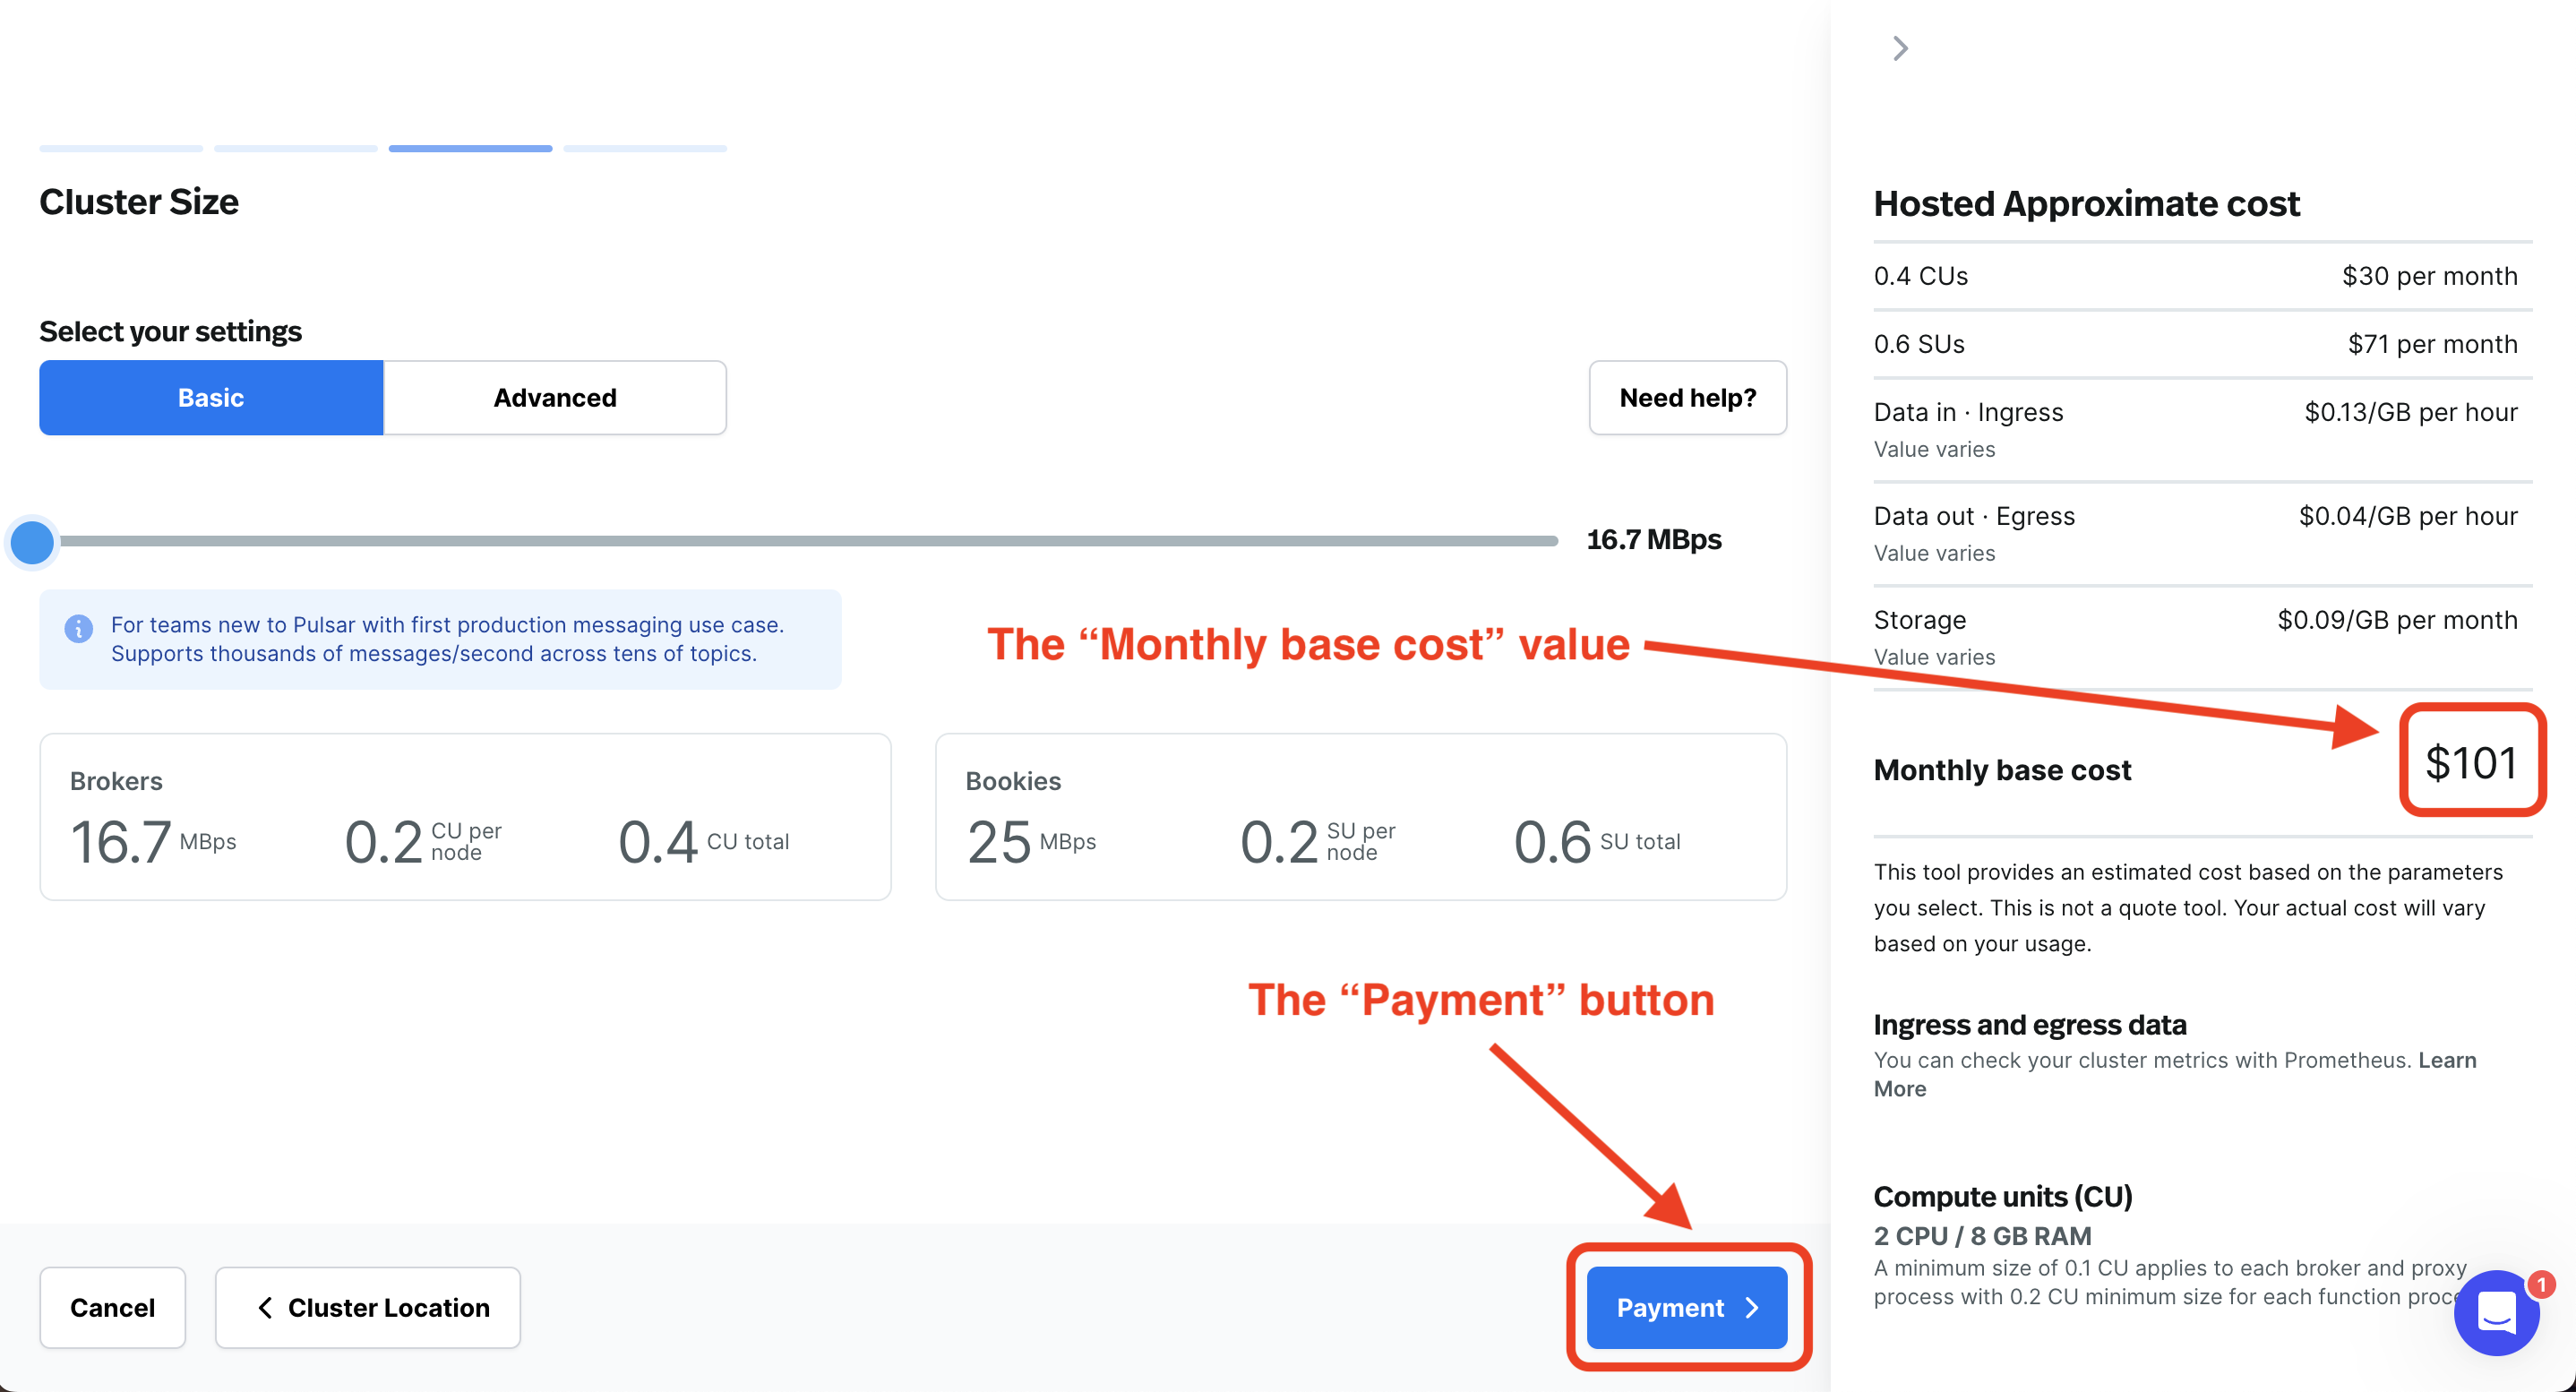 Cluster Size
Select your settings
Basic
Advanced
Need help?
16.7 MBps
For teams new to Pulsar with first production messaging use case.
Supports thousands of messages/second across tens of topics.
The “Monthly base cost” value
Brokers
16.7 MBps
0.2 CU per
node
0.4 CU total
Bookies
25 MBps
0.2 SU per
node
0.6 SU total
The “Payment” button
Cancel
Cluster Location
Payment
Hosted Approximate cost
0.4 CUs $30 per month
0.6 SUs $71 per month
Data in · Ingress $0.13/GB per hour
Value varies
Data out · Egress $0.04/GB per hour
Value varies
Storage $0.09/GB per month
Value varies
Monthly base cost $101
This tool provides an estimated cost based on the parameters
you select. This is not a quote tool. Your actual cost will vary
based on your usage.
Ingress and egress data
You can check your cluster metrics with Prometheus. Learn
More
Compute units (CU)
2 CPU / 8 GB RAM
A minimum size of 0.1 CU applies to each broker and proxy
process with 0.2 CU minimum size for each function
1